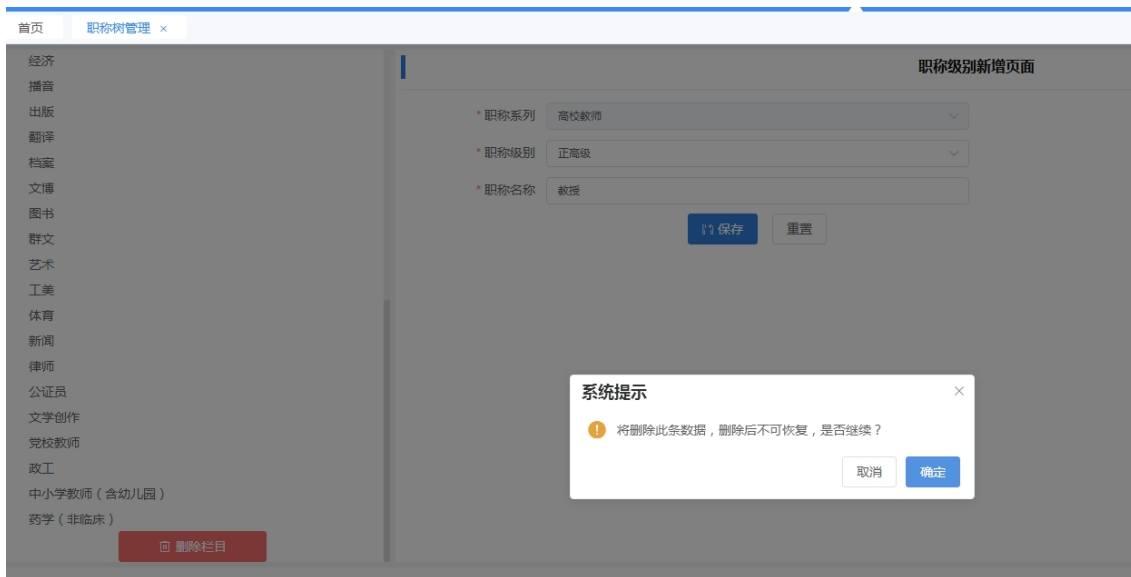 首页 职称树管理 ×
经济
播音
出版
翻译
档案
文博
图书
群文
艺术
工美
体育
新闻
律师
公证员
文学创作
党校教师
政工
中小学教师（含幼儿园）
药学（非临床）
删除栏目
职称级别新增页面
* 职称系列 高校教师
* 职称级别 正高级
* 职称名称 教授
保存 重置
系统提示 ×
将删除此条数据，删除后不可恢复，是否继续？
取消 确定